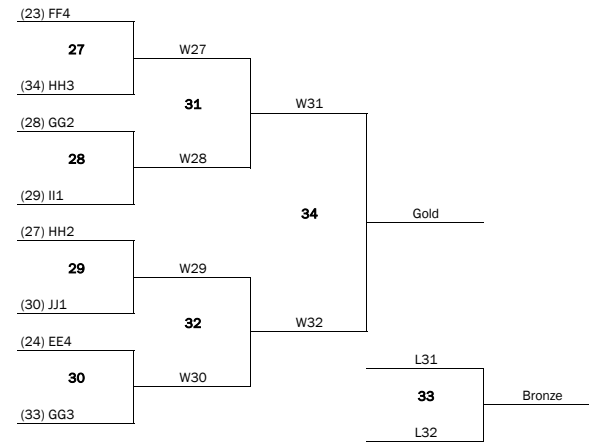 (23) FF4
27
W27
(34) HH3
31
W31
(28) GG2
28
W28
(29) II1
34
Gold
(27) HH2
29
W29
(30) JJ1
32
W32
(24) EE4
30
W30
(33) GG3
L31
33
Bronze
L32